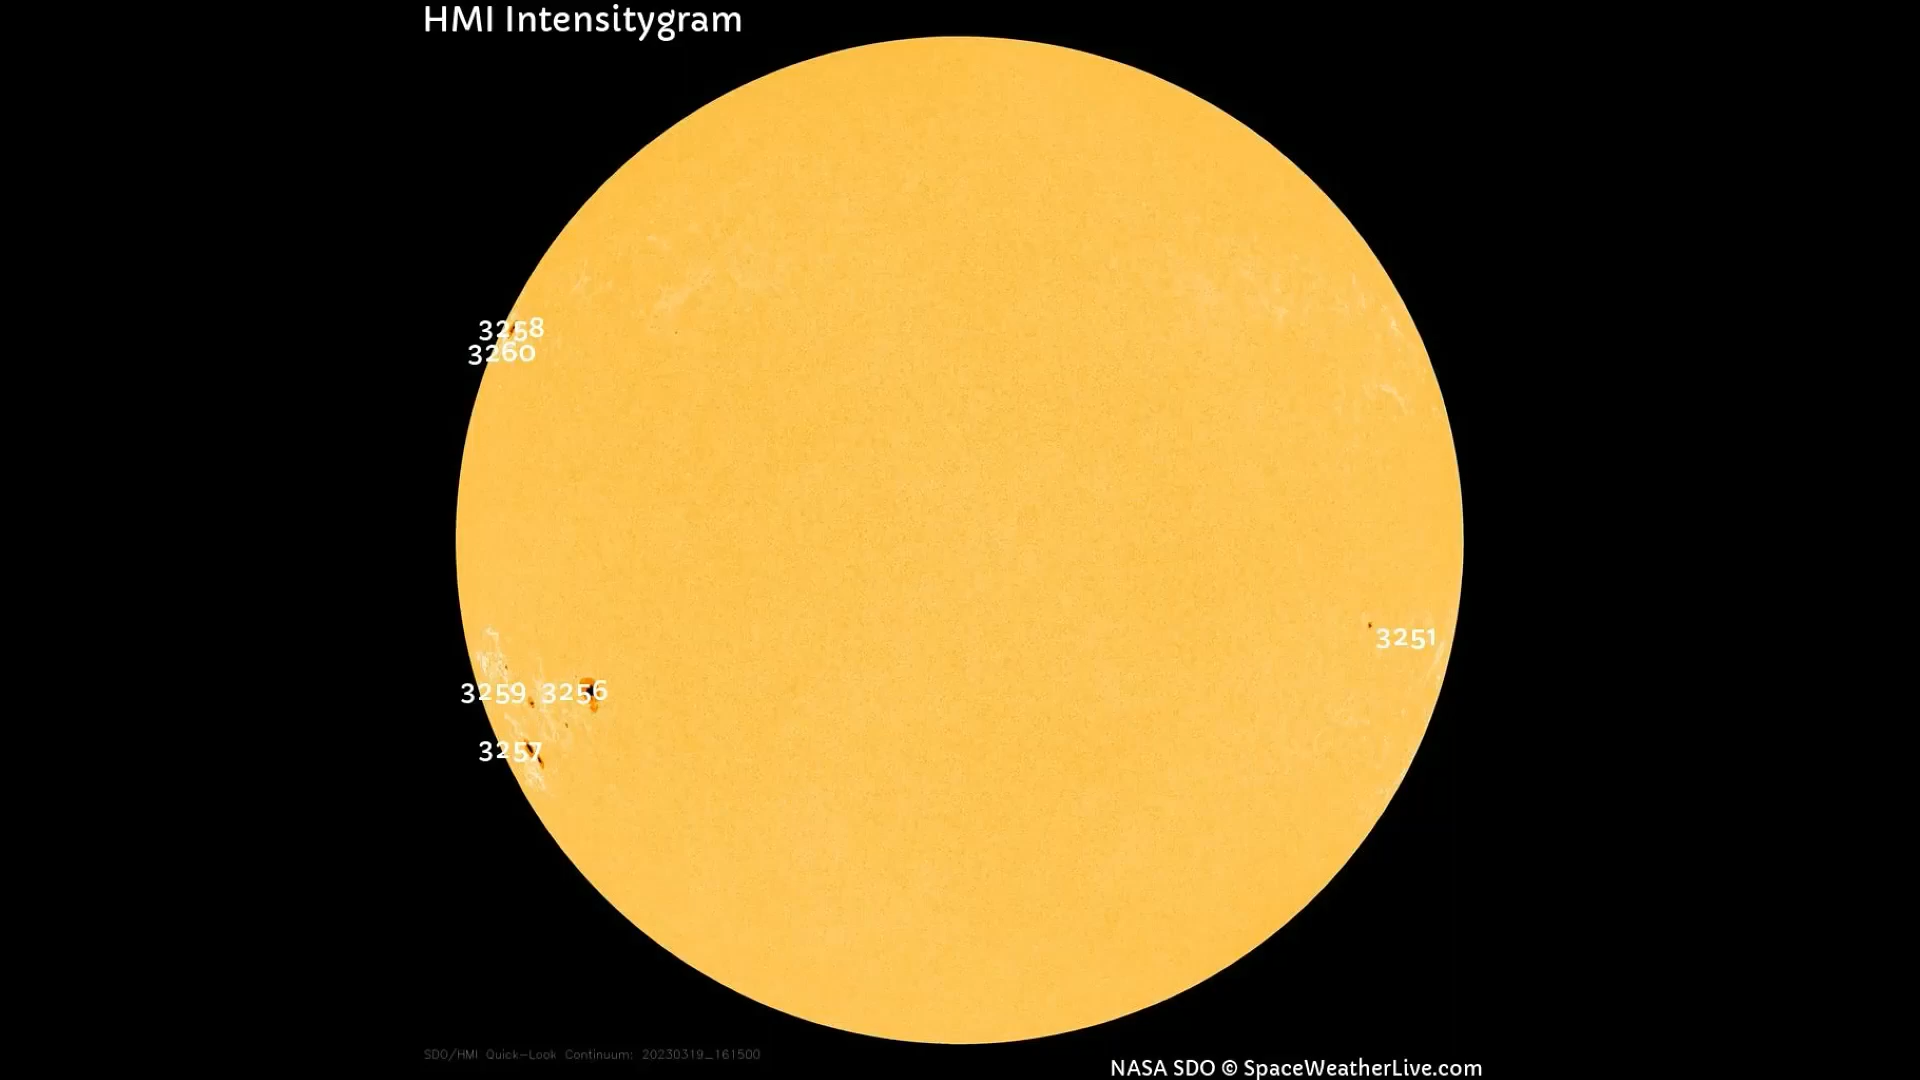 HMI Intensitygram
3258
3260
3251
3259 3256
3257
SDO/HMI Quick-Look Continuum: 20230319_161500
NASA SDO © SpaceWeatherLive.com